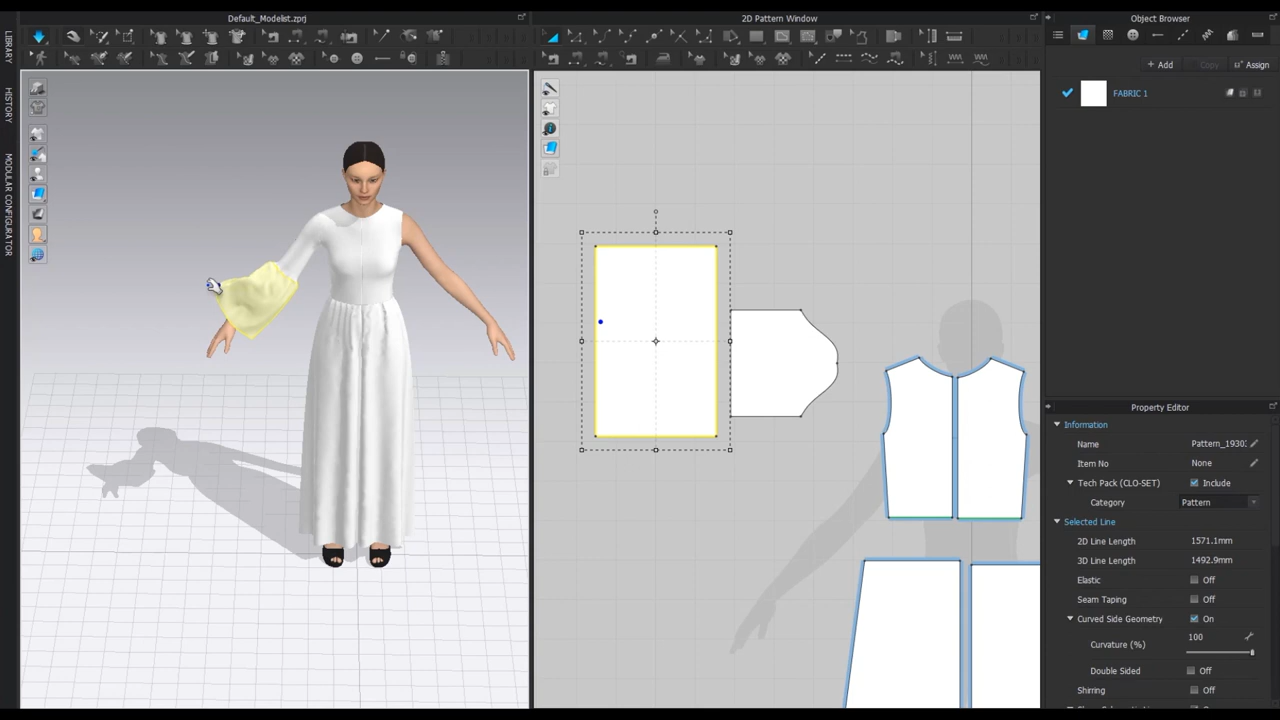 Default_Modelist.zprj
2D Pattern Window
Object Browser
LIBRARY
HISTORY
MODULAR CONFIGURATOR
Add
Copy
Assign
FABRIC 1
Property Editor
Information
Name Pattern_1930
Item No None
Tech Pack (CLO-SET) Include
Category Pattern
Selected Line
2D Line Length 1571.1mm
3D Line Length 1492.9mm
Elastic Off
Seam Taping Off
Curved Side Geometry On
Curvature (%) 100
Double Sided Off
Shirring Off